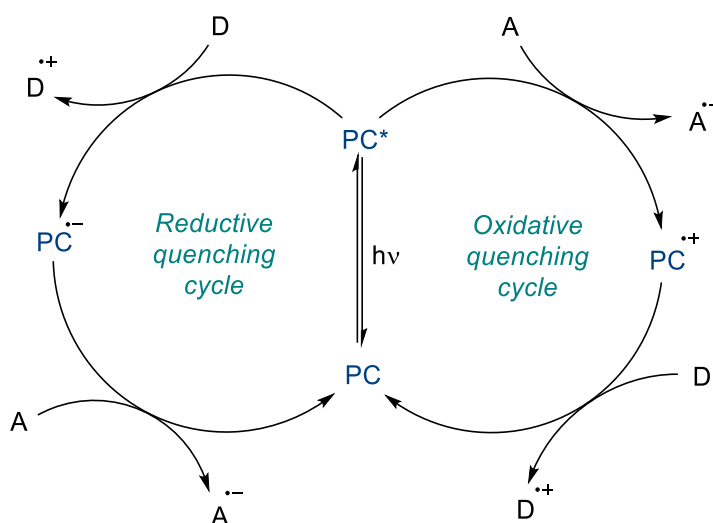 D
A
D•+
A•-
PC*
Reductive
quenching
cycle
Oxidative
quenching
cycle
PC•–
hν
PC•+
PC
D
A
A•–
D•+